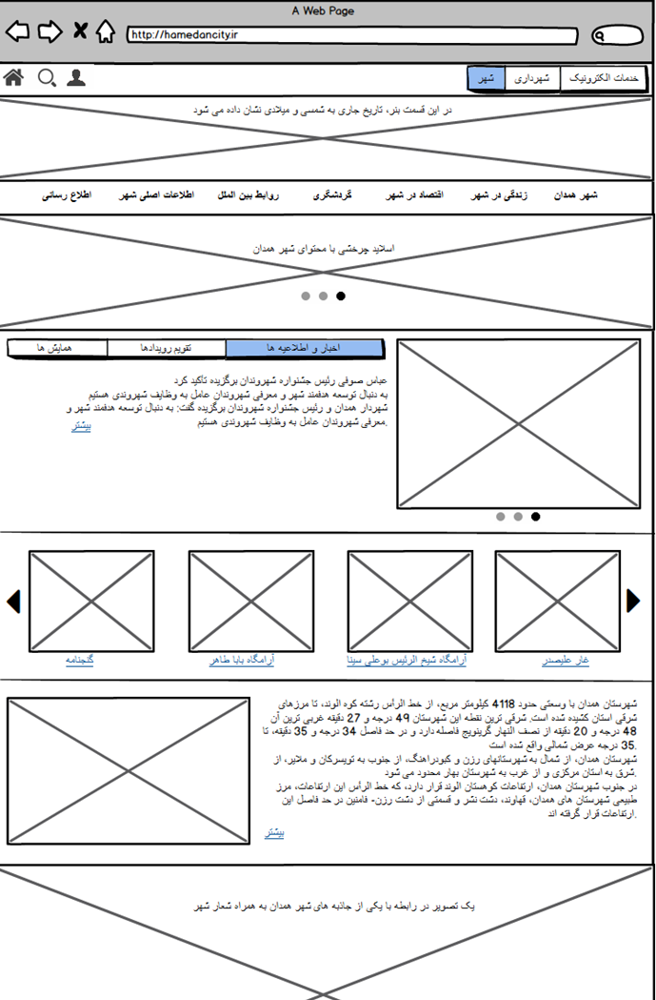 A Web Page
http://hamedancity.ir
خدمات الکترونیک
شهرداری
شهر
در این قسمت بنر، تاریخ جاری به شمسی و میلادی نشان داده می شود
شهر همدان
زندگی در شهر
اقتصاد در شهر
گردشگری
روابط بین الملل
اطلاعات اصلی شهر
اطلاع رسانی
اسلاید چرخشی با محتوای شهر همدان
اخبار و اطلاعیه ها
تقویم رویدادها
همایش ها
عباس صوفی رئیس جشنواره شهروندان برگزیده تأکید کرد
به دنبال توسعه هدفمند شهر و معرفی شهروندان عامل به وظایف شهروندی هستیم
شهردار همدان و رئیس جشنواره شهروندان برگزیده گفت: به دنبال توسعه هدفمند شهر و
.معرفی شهروندان عامل به وظایف شهروندی هستیم
بیشتر
غار علیصدر
آرامگاه شیخ الرئیس بوعلی سینا
آرامگاه بابا طاهر
گنجنامه
شهرستان همدان با وسعتی حدود 4118 کیلومتر مربع، از خط الرأس رشته کوه الوند، تا مرزهای
شرقی استان کشیده شده است. شرقی ترین نقطه این شهرستان 49 درجه و 27 دقیقه غربی ترین آن
48 درجه و 20 دقیقه از نصف النهار گرینویچ فاصله دارد و در حد فاصل 34 درجه و 35 دقیقه، تا
.35 درجه عرض شمالی واقع شده است
شهرستان همدان، از شمال به شهرستانهای رزن و کبودراهنگ، از جنوب به تویسرکان و ملایر، از
.شرق به استان مرکزی و از غرب به شهرستان بهار محدود می شود
در جنوب شهرستان همدان، ارتفاعات کوهستان الوند قرار دارد، که خط الرأس این ارتفاعات، مرز
طبیعی شهرستان های همدان، قهاوند، دشت نشر و قسمتی از دشت رزن- فامنین در حد فاصل این
.ارتفاعات قرار گرفته اند
بیشتر
یک تصویر در رابطه با یکی از جاذبه های شهر همدان به همراه شعار شهر